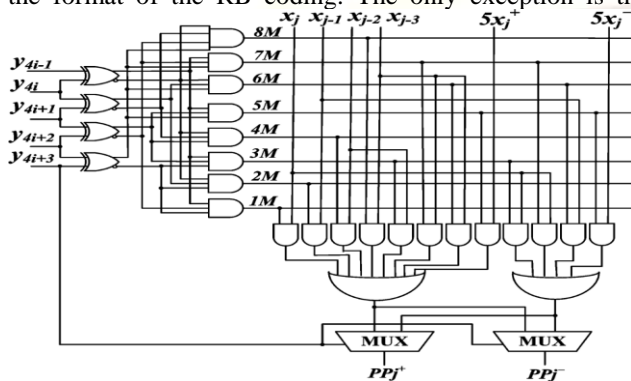 the format of the RB coding. The only exception is t
x_j x_{j-1} x_{j-2} x_{j-3} 5x_j^+ 5x_j^-
8M
7M
6M
5M
4M
3M
2M
1M
y_{4i-1}
y_{4i}
y_{4i+1}
y_{4i+2}
y_{4i+3}
MUX MUX
PPj^+ PPj^-